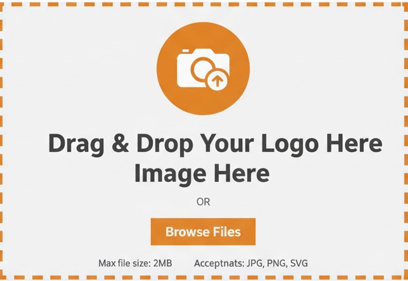 Drag & Drop Your Logo Here
Image Here
OR
Browse Files
Max file size: 2MB Acceptnats: JPG, PNG, SVG